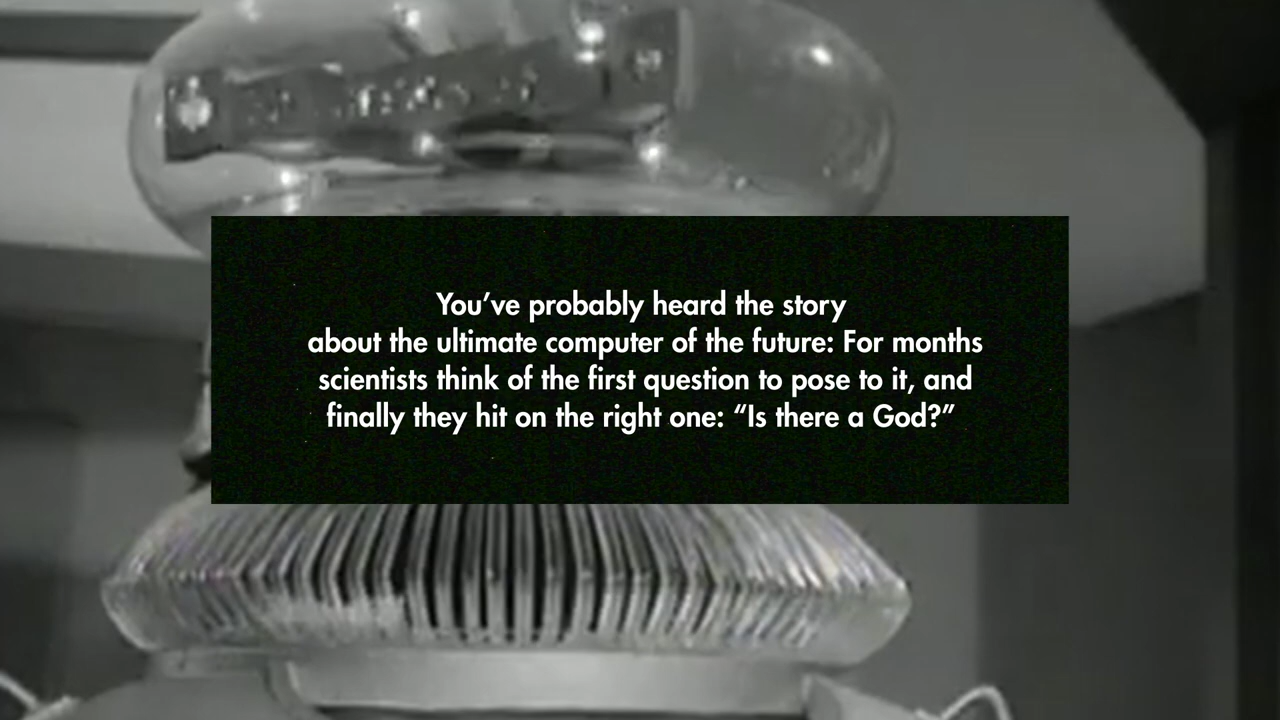 You’ve probably heard the story
about the ultimate computer of the future: For months
scientists think of the first question to pose to it, and
finally they hit on the right one: “Is there a God?”